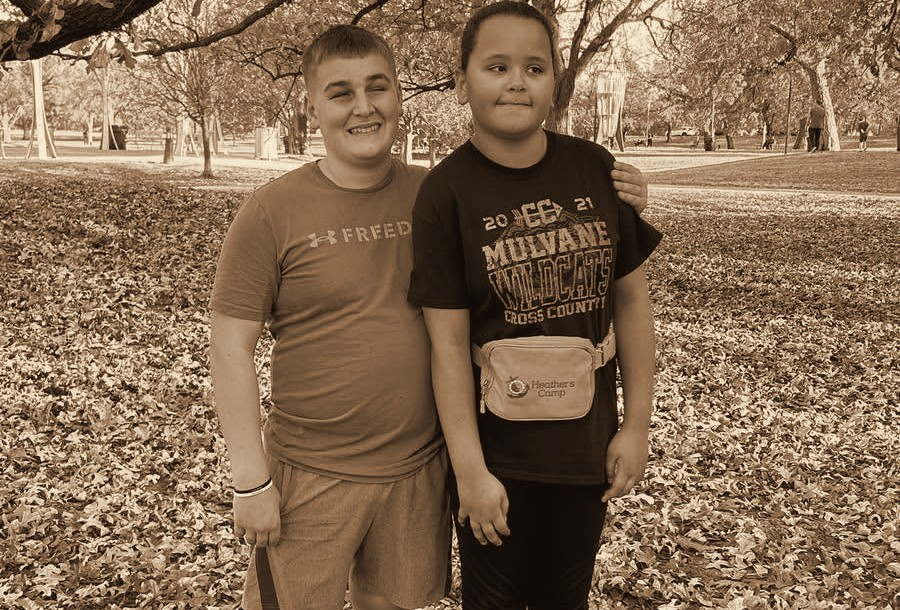 FREED
20 CC 21
MULVANE
WILDCATS
CROSS COUNTRY
Heather's
Camp